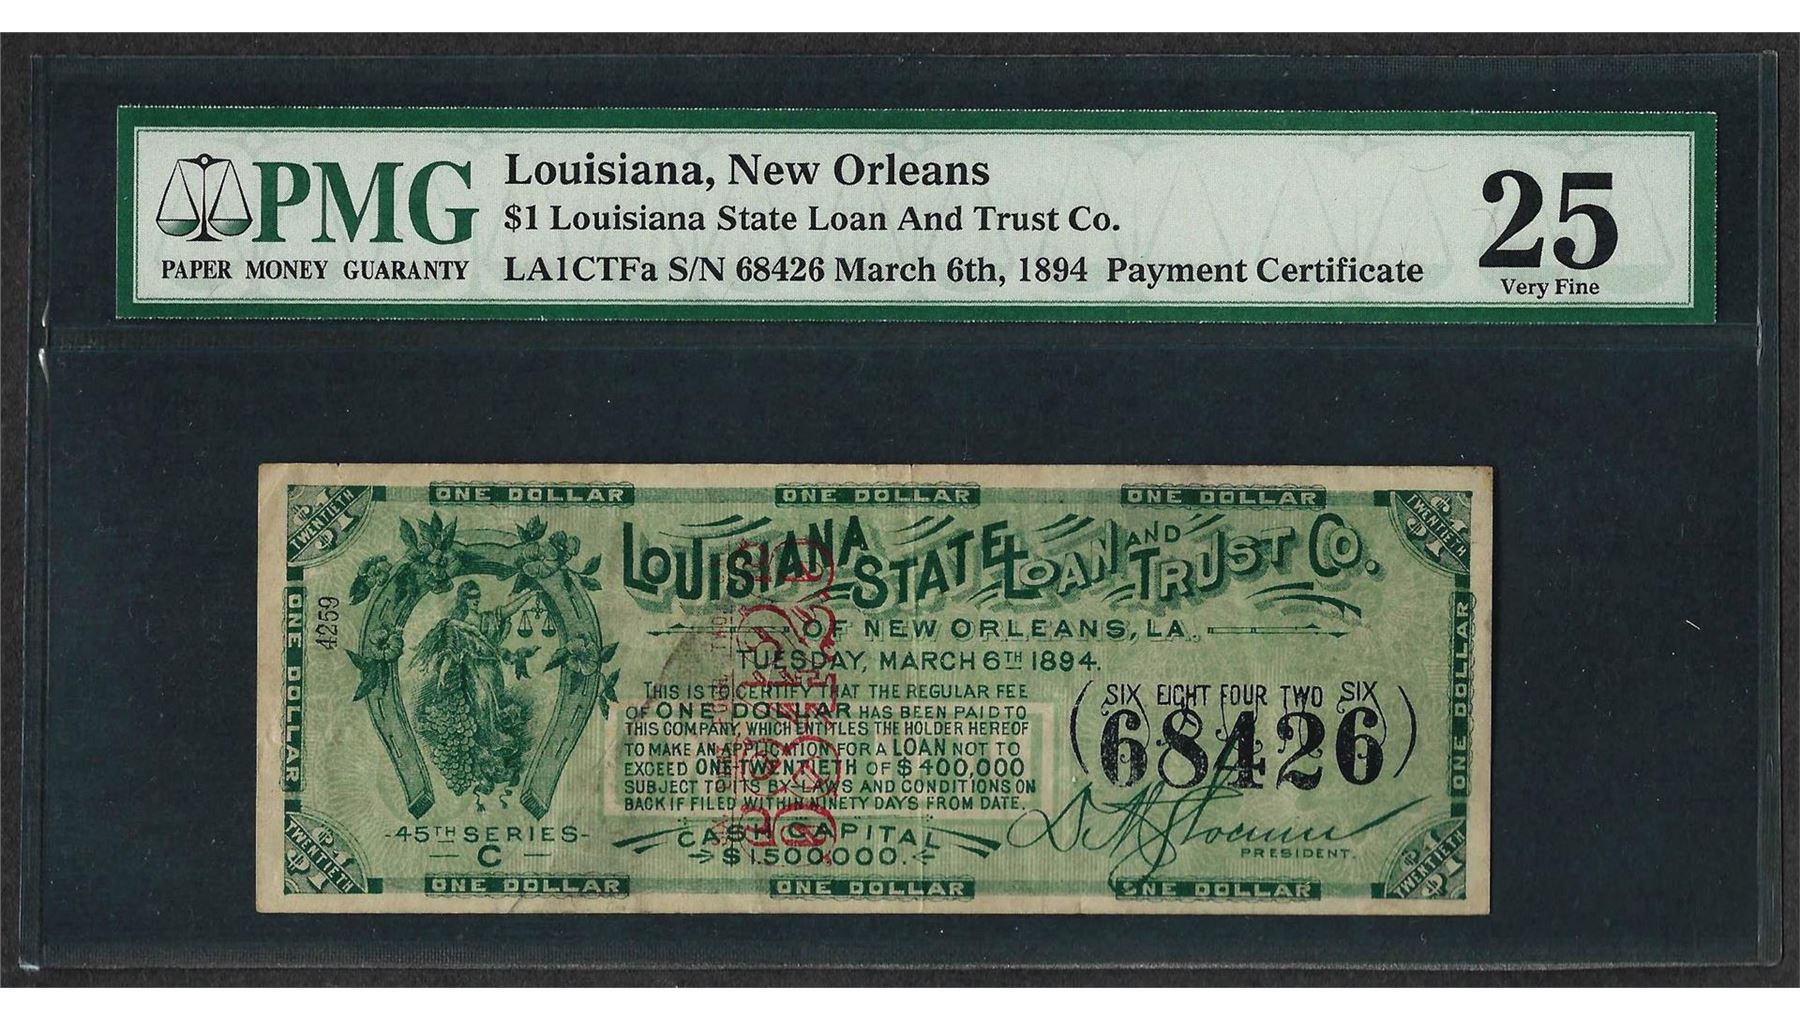 PMG
PAPER MONEY GUARANTY
Louisiana, New Orleans
$1 Louisiana State Loan And Trust Co.
LA1CTFa S/N 68426 March 6th, 1894 Payment Certificate
25
Very Fine
ONE DOLLAR ONE DOLLAR ONE DOLLAR
$1 TWENTIETH
$1 TWENTIETH
ONE DOLLAR
4259
LOUISIANA STATE LOAN AND TRUST CO.
OF NEW ORLEANS, LA.
TUESDAY, MARCH 6TH 1894.
THIS IS TO CERTIFY THAT THE REGULAR FEE
OF ONE DOLLAR HAS BEEN PAID TO
THIS COMPANY, WHICH ENTITLES THE HOLDER HEREOF
TO MAKE AN APPLICATION FOR A LOAN NOT TO
EXCEED ONE TWENTIETH OF $400,000
SUBJECT TO ITS BY-LAWS AND CONDITIONS ON
BACK IF FILED WITHIN NINETY DAYS FROM DATE.
CASH CAPITAL
$1,500,000.
(SIX EIGHT FOUR TWO SIX
68426)
PRESIDENT.
45TH SERIES
C
ONE DOLLAR
$1 TWENTIETH
$1 TWENTIETH
ONE DOLLAR ONE DOLLAR ONE DOLLAR